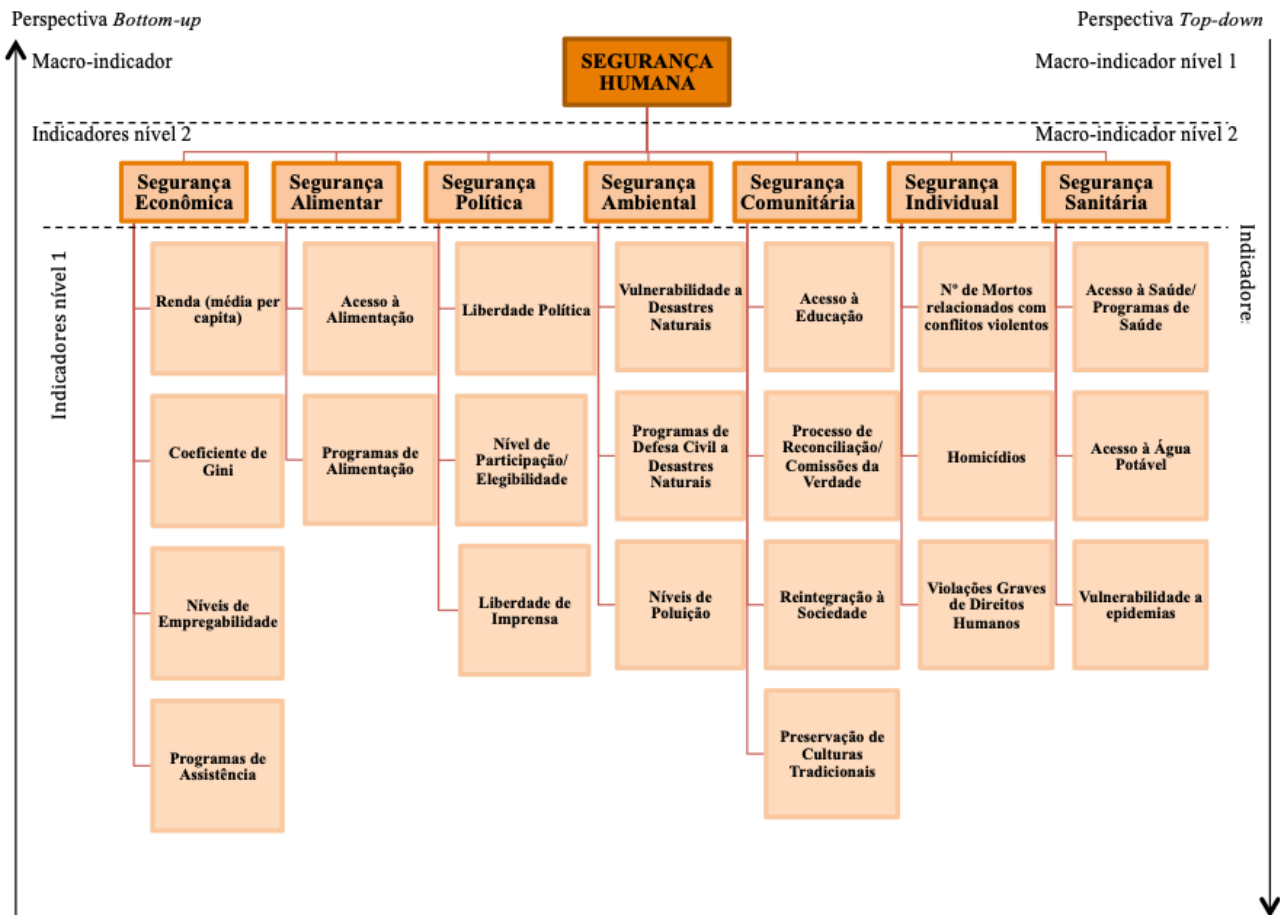 Perspectiva Bottom-up
Perspectiva Top-down
Macro-indicador
SEGURANÇA
HUMANA
Macro-indicador nível 1
Indicadores nível 2
Macro-indicador nível 2
Segurança
Econômica
Segurança
Alimentar
Segurança
Política
Segurança
Ambiental
Segurança
Comunitária
Segurança
Individual
Segurança
Sanitária
Indicadores nível 1
Indicadore:
Renda (média per
capita)
Acesso à
Alimentação
Liberdade Política
Vulnerabilidade a
Desastres
Naturais
Acesso à
Educação
Nº de Mortos
relacionados com
conflitos violentos
Acesso à Saúde/
Programas de
Saúde
Coeficiente de
Gini
Programas de
Alimentação
Nível de
Participação/
Elegibilidade
Programas de
Defesa Civil a
Desastres
Naturais
Processo de
Reconciliação/
Comissões da
Verdade
Homicídios
Acesso à Água
Potável
Níveis de
Empregabilidade
Liberdade de
Imprensa
Níveis de
Poluição
Reintegração à
Sociedade
Violações Graves
de Direitos
Humanos
Vulnerabilidade a
epidemias
Programas de
Assistência
Preservação de
Culturas
Tradicionais